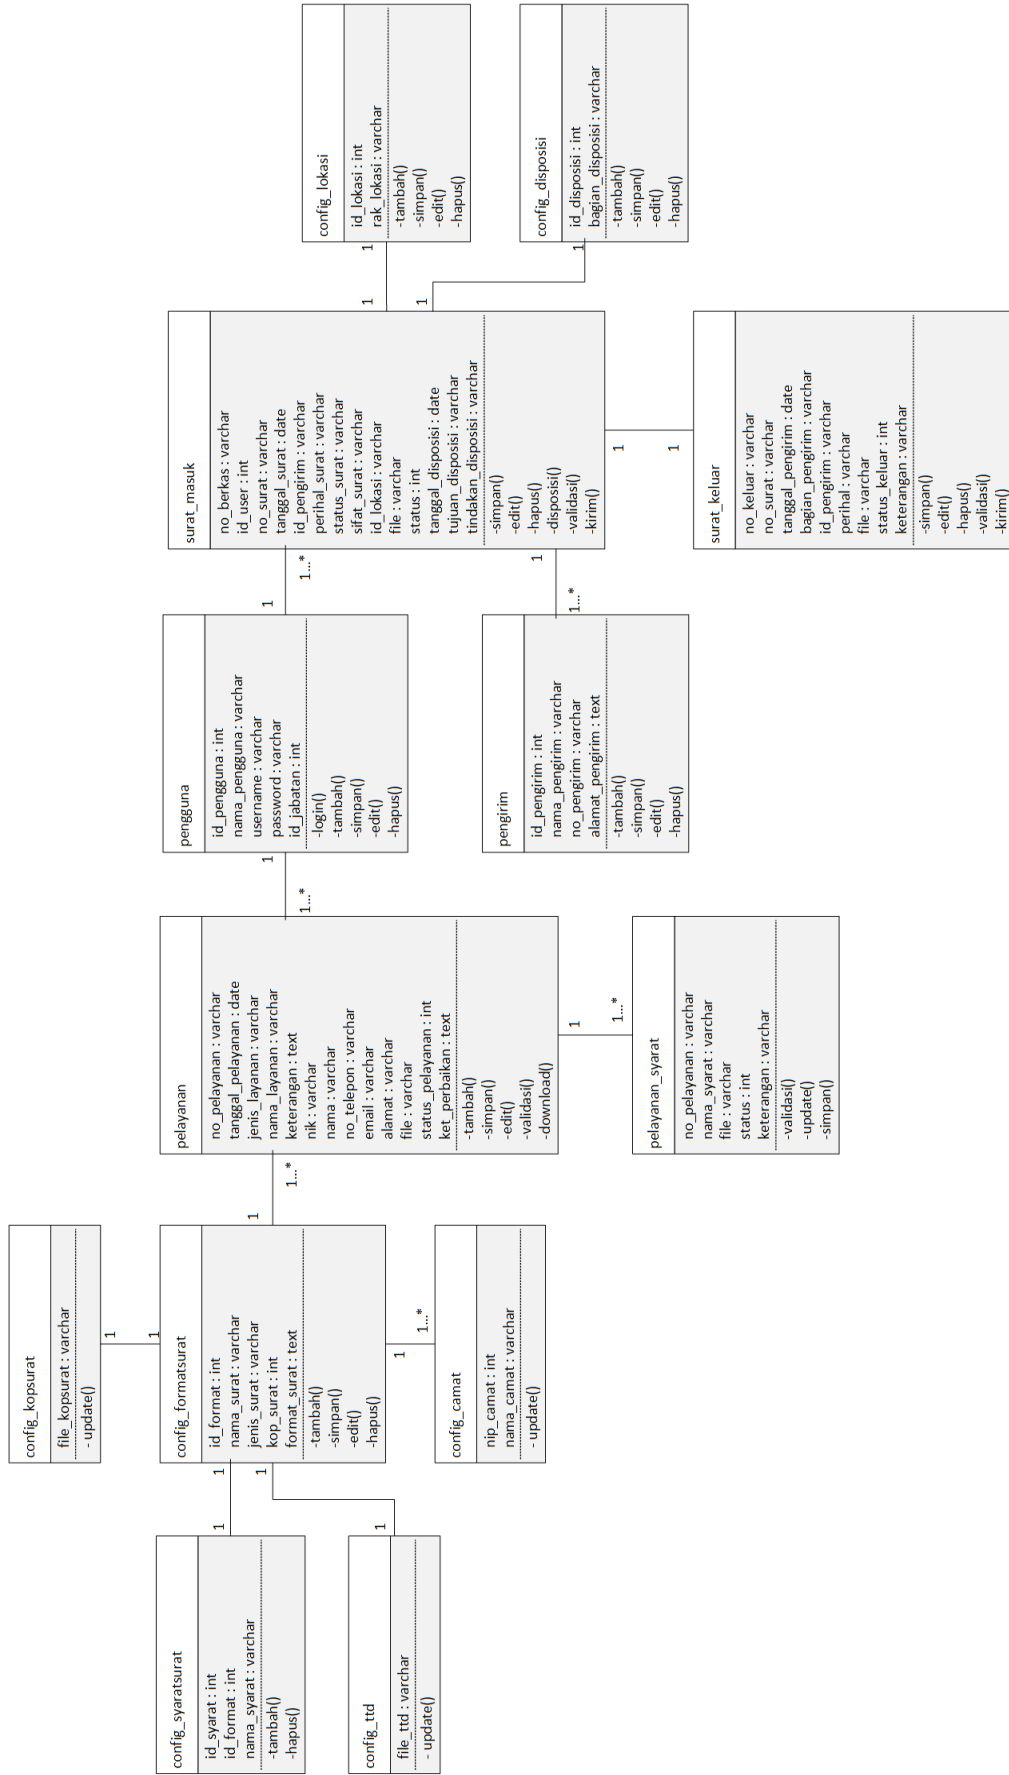 config_kopsurat
file_kopsurat : varchar
- update()
1
1
config_syaratsurat
id_syarat : int
id_format : int
nama_syarat : varchar
-tambah()
-hapus()
1
1
config_formatsurat
id_format : int
nama_surat : varchar
jenis_surat : varchar
kop_surat : int
format_surat : text
-tambah()
-simpan()
-edit()
-hapus()
1
1
config_ttd
file_ttd : varchar
- update()
1
1...*
config_camat
nip_camat : int
nama_camat : varchar
- update()
1
1...*
pelayanan
no_pelayanan : varchar
tanggal_pelayanan : date
jenis_layanan : varchar
nama_layanan : varchar
keterangan : text
nik : varchar
nama : varchar
no_telepon : varchar
email : varchar
alamat : varchar
file : varchar
status_pelayanan : int
ket_perbaikan : text
-tambah()
-simpan()
-edit()
-validasi()
-download()
1
1...*
pelayanan_syarat
no_pelayanan : varchar
nama_syarat : varchar
file : varchar
status : int
keterangan : varchar
-validasi()
-update()
-simpan()
1...*
1
pengguna
id_pengguna : int
nama_pengguna : varchar
username : varchar
password : varchar
id_jabatan : int
-login()
-tambah()
-simpan()
-edit()
-hapus()
1
1...*
pengirim
id_pengirim : int
nama_pengirim : varchar
no_pengirim : varchar
alamat_pengirim : text
-tambah()
-simpan()
-edit()
-hapus()
1...*
1
surat_masuk
no_berkas : varchar
id_user : int
no_surat : varchar
tanggal_surat : date
id_pengirim : varchar
perihal_surat : varchar
status_surat : varchar
sifat_surat : varchar
id_lokasi : varchar
file : varchar
status : int
tanggal_disposisi : date
tujuan_disposisi : varchar
tindakan_disposisi : varchar
-simpan()
-edit()
-hapus()
-disposisi()
-validasi()
-kirim()
1
1
surat_keluar
no_keluar : varchar
no_surat : varchar
tanggal_pengirim : date
bagian_pengirim : varchar
id_pengirim : varchar
perihal : varchar
file : varchar
status_keluar : int
keterangan : varchar
-simpan()
-edit()
-hapus()
-validasi()
-kirim()
1
1
config_lokasi
id_lokasi : int
rak_lokasi : varchar
-tambah()
-simpan()
-edit()
-hapus()
1
1
config_disposisi
id_disposisi : int
bagian_disposisi : varchar
-tambah()
-simpan()
-edit()
-hapus()